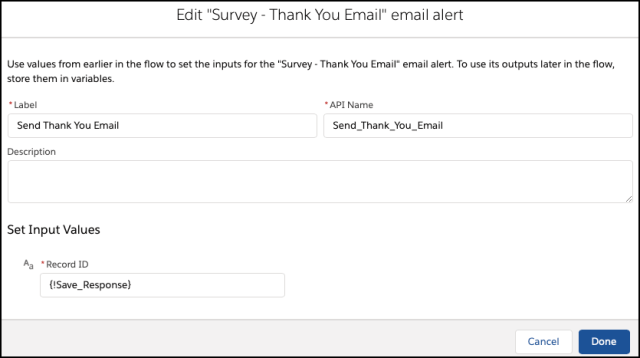 Edit "Survey - Thank You Email" email alert
Use values from earlier in the flow to set the inputs for the "Survey - Thank You Email" email alert. To use its outputs later in the flow,
store them in variables.
* Label
* API Name
Send Thank You Email
Send_Thank_You_Email
Description
Set Input Values
Aa * Record ID
{!Save_Response}
Cancel
Done